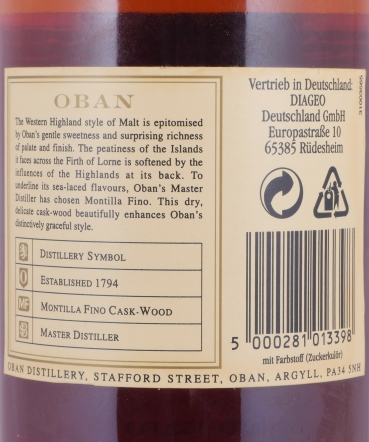 OBAN
The Western Highland style of Malt is epitomised
by Oban's gentle sweetness and surprising richness
of palate and finish. The peatiness of the Islands
it faces across the Firth of Lorne is softened by the
influences of the Highlands at its back. To
underline its sea-laced flavours, Oban's Master
Distiller has chosen Montilla Fino. This dry,
delicate cask-wood beautifully enhances Oban's
distinctively graceful style.
DISTILLERY SYMBOL
ESTABLISHED 1794
MF MONTILLA FINO CASK-WOOD
MASTER DISTILLER
Vertrieb in Deutschland:
DIAGEO
Deutschland GmbH
Europastraße 10
65385 Rüdesheim
5 000281 013398
mit Farbstoff (Zuckerkulör)
OBAN DISTILLERY, STAFFORD STREET, OBAN, ARGYLL, PA34 5NH